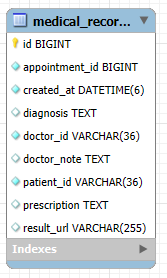 medical_recor...
id BIGINT
appointment_id BIGINT
created_at DATETIME(6)
diagnosis TEXT
doctor_id VARCHAR(36)
doctor_note TEXT
patient_id VARCHAR(36)
prescription TEXT
result_url VARCHAR(255)
Indexes